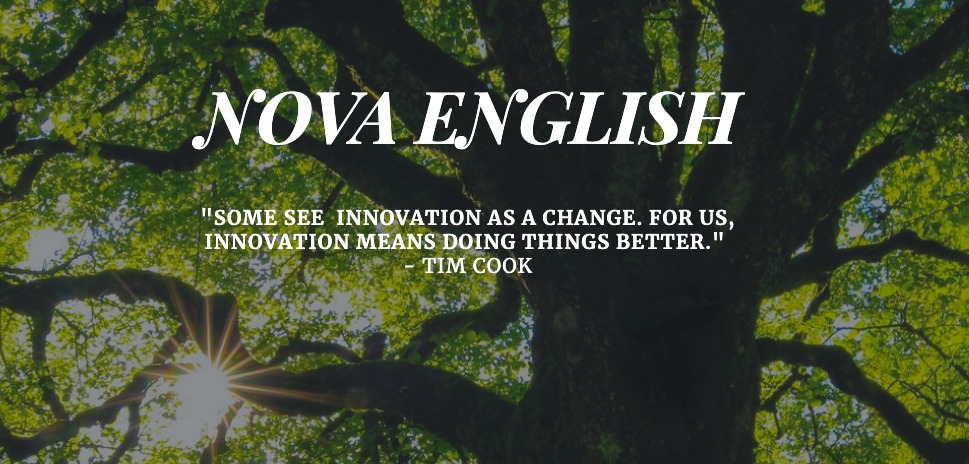 NOVA ENGLISH
"SOME SEE  INNOVATION AS A CHANGE. FOR US,
INNOVATION MEANS DOING THINGS BETTER."
- TIM COOK